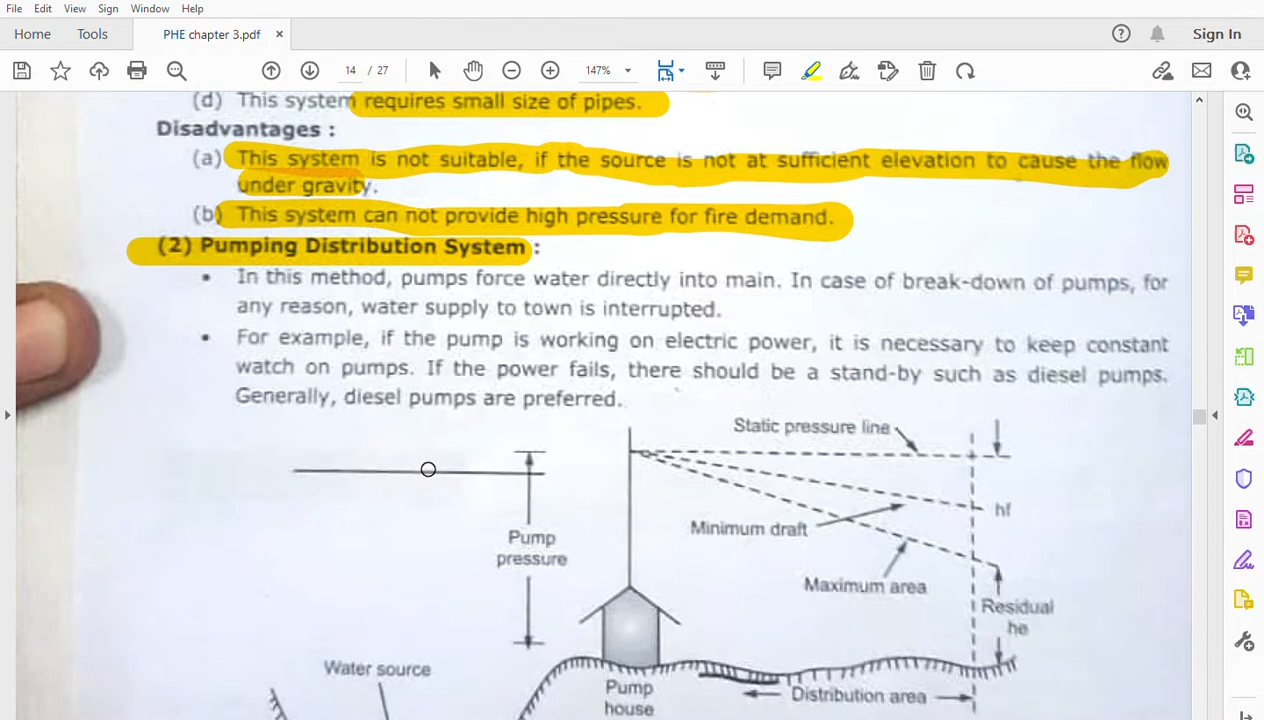 File Edit View Sign Window Help
Home Tools PHE chapter 3.pdf × Sign In
14 / 27 147%
(d) This system requires small size of pipes.
Disadvantages :
(a) This system is not suitable, if the source is not at sufficient elevation to cause the flow
under gravity.
(b) This system can not provide high pressure for fire demand.
(2) Pumping Distribution System :
• In this method, pumps force water directly into main. In case of break-down of pumps, for
any reason, water supply to town is interrupted.
• For example, if the pump is working on electric power, it is necessary to keep constant
watch on pumps. If the power fails, there should be a stand-by such as diesel pumps.
Generally, diesel pumps are preferred.
Static pressure line
hf
Minimum draft
Pump
pressure
Maximum area
Residual
he
Water source
Pump
house
Distribution area